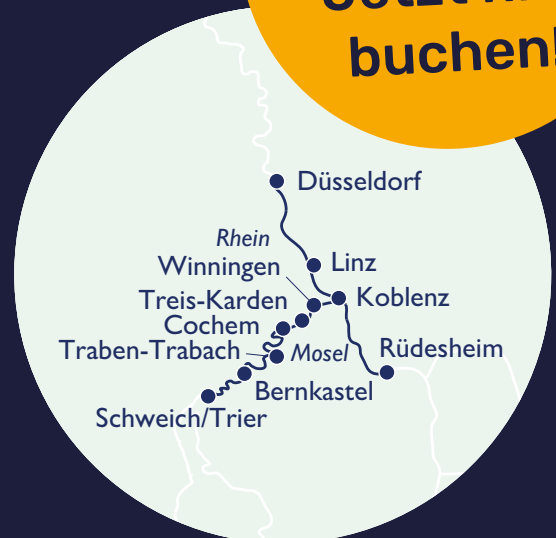 buchen!
Düsseldorf
Rhein
Linz
Winningen
Koblenz
Treis-Karden
Cochem
Traben-Trabach
Mosel
Rüdesheim
Bernkastel
Schweich/Trier